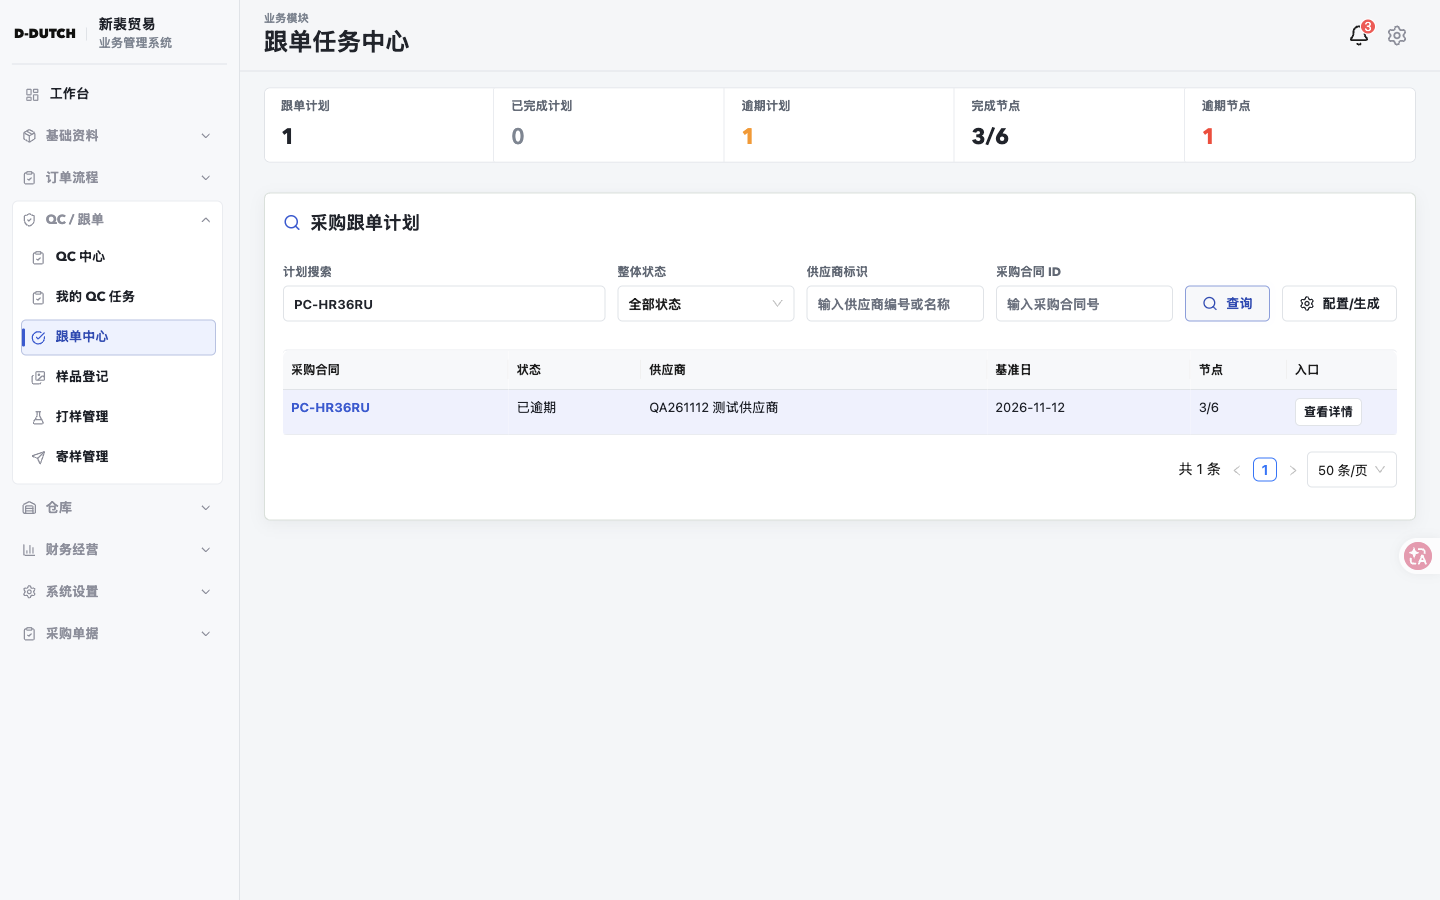 D-DUTCH
新裴贸易
业务管理系统
工作台
基础资料
订单流程
QC / 跟单
QC 中心
我的 QC 任务
跟单中心
样品登记
打样管理
寄样管理
仓库
财务经营
系统设置
采购单据
业务模块
跟单任务中心
3
跟单计划
1
已完成计划
0
逾期计划
1
完成节点
3/6
逾期节点
1
采购跟单计划
计划搜索
PC-HR36RU
整体状态
全部状态
供应商标识
输入供应商编号或名称
采购合同 ID
输入采购合同号
查询
配置/生成
采购合同 状态 供应商 基准日 节点 入口
PC-HR36RU 已逾期 QA261112 测试供应商 2026-11-12 3/6 查看详情
共 1 条 1 50 条/页